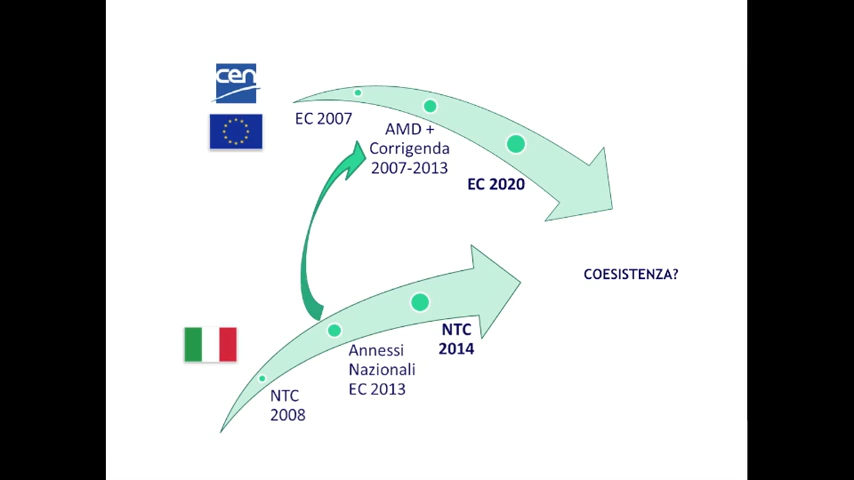 cen
EC 2007
AMD +
Corrigenda
2007-2013
EC 2020
COESISTENZA?
NTC
2014
Annessi
Nazionali
EC 2013
NTC
2008